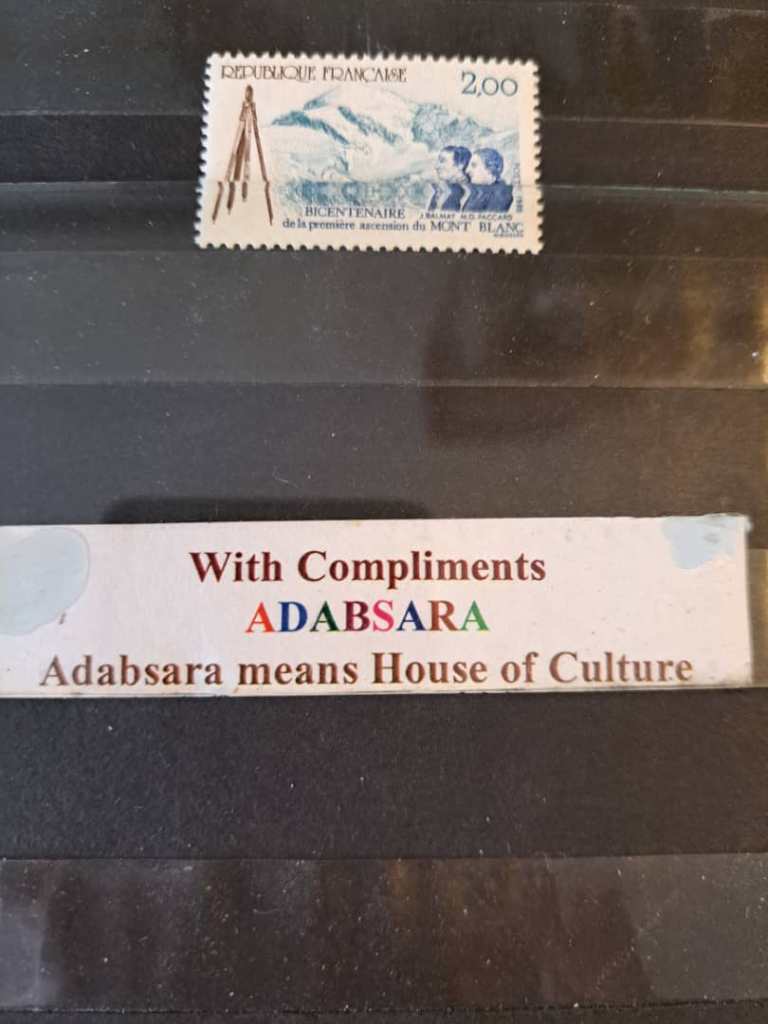 REPUBLIQUE FRANÇAISE
2,00
BICENTENAIRE
J. BALMAT M.G. PACCARD
de la première ascension du MONT BLANC
With Compliments
ADABSARA
Adabsara means House of Culture